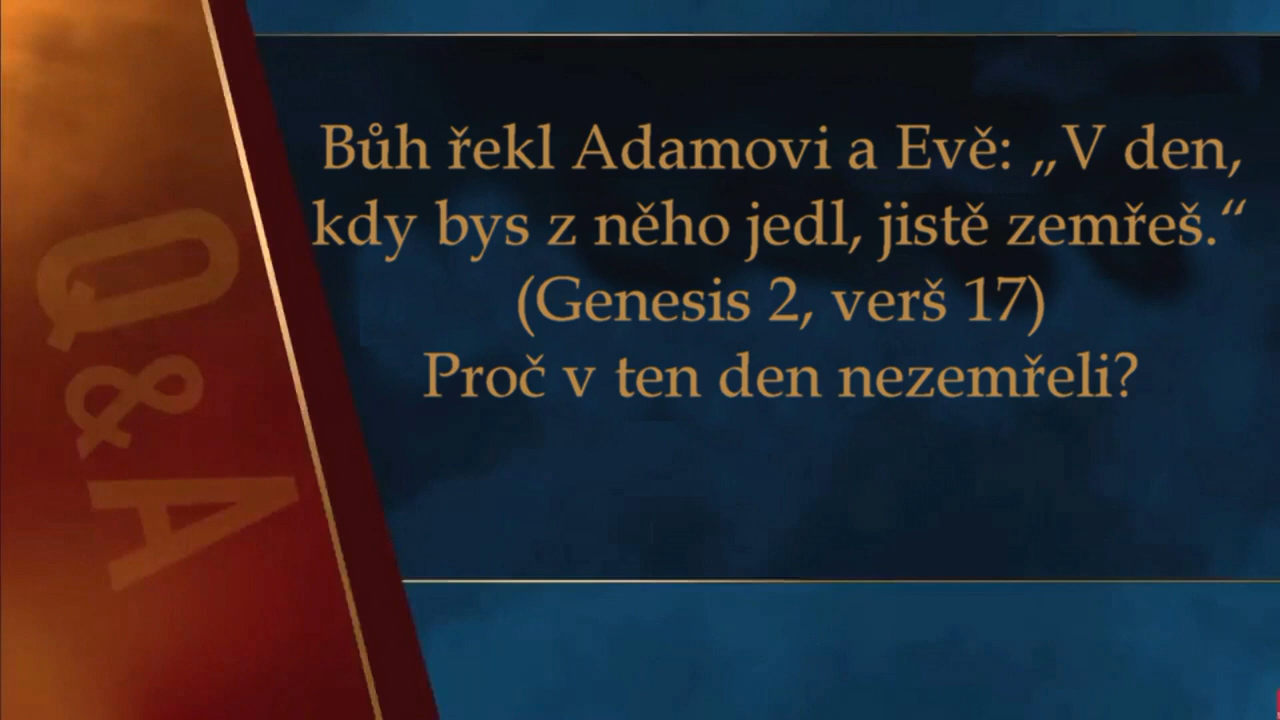 Bůh řekl Adamovi a Evě: „V den,
kdy bys z něho jedl, jistě zemřeš.“
(Genesis 2, verš 17)
Proč v ten den nezemřeli?
Q&A